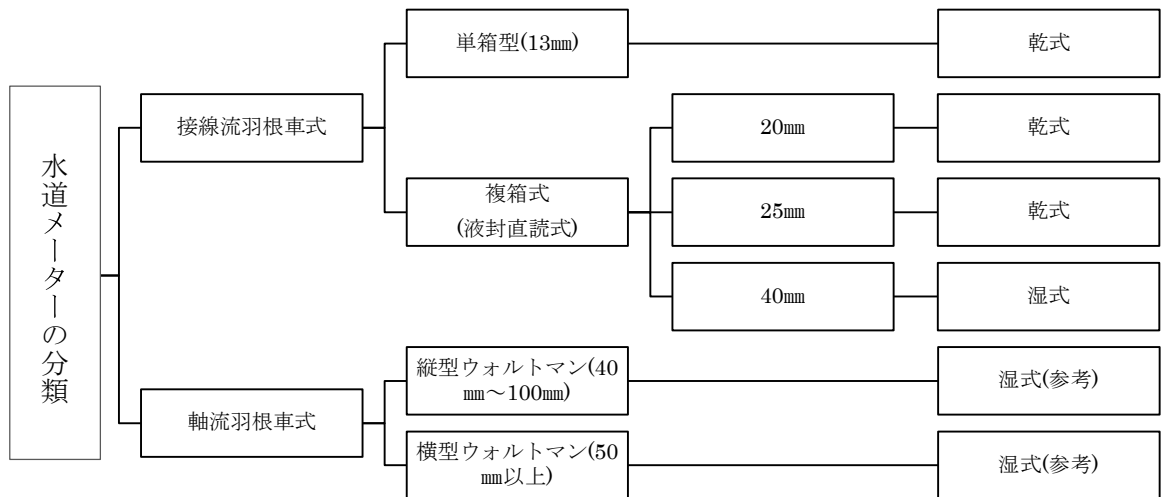 水道メーターの分類
接線流羽根車式
単箱型(13㎜)
乾式
複箱式
(液封直読式)
20㎜
乾式
25㎜
乾式
40㎜
湿式
軸流羽根車式
縦型ウォルトマン(40
㎜～100㎜)
湿式(参考)
横型ウォルトマン(50
㎜以上)
湿式(参考)